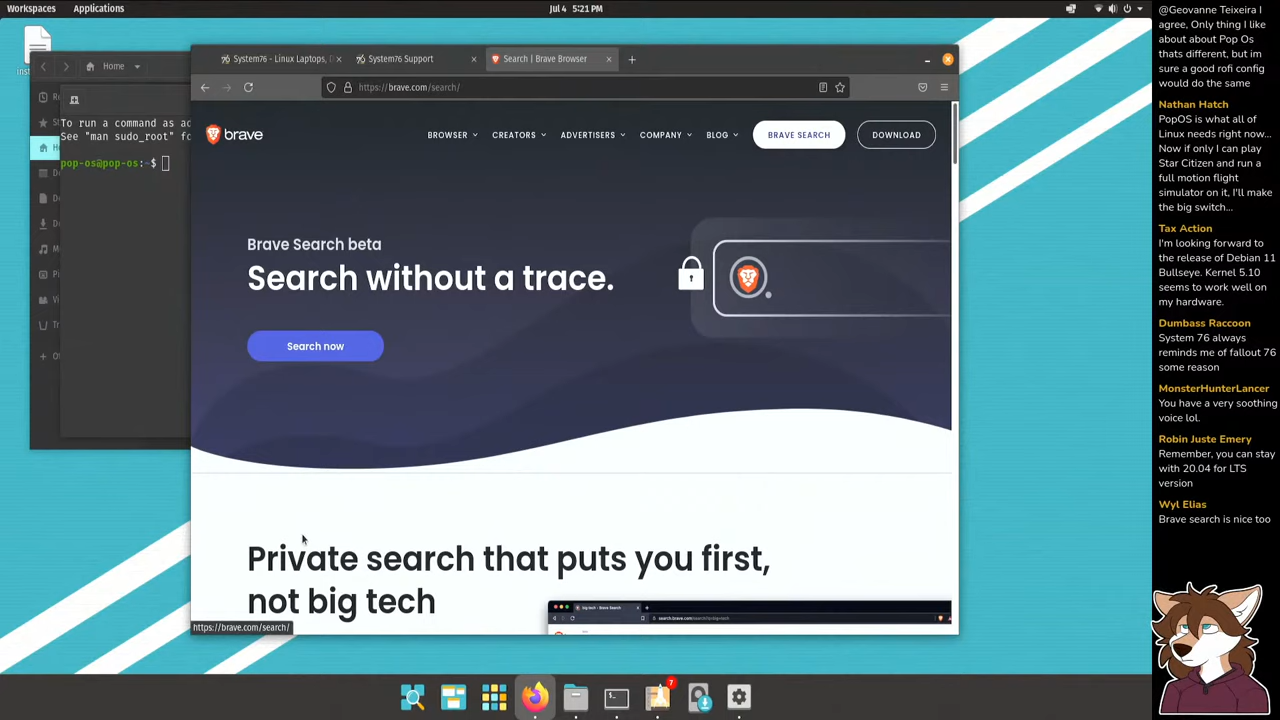 Workspaces
Applications
Jul 4  5:21 PM
Home
To run a command as ad
See "man sudo_root" fo
pop-os@pop-os:~$
System76 - Linux Laptops, D
System76 Support
Search | Brave Browser
https://brave.com/search/
brave
BROWSER
CREATORS
ADVERTISERS
COMPANY
BLOG
BRAVE SEARCH
DOWNLOAD
Brave Search beta
Search without a trace.
Search now
Private search that puts you first,
not big tech
https://brave.com/search/
7
@Geovanne Teixeira I
agree, Only thing I like
about about Pop Os
thats different, but im
sure a good rofi config
would do the same
Nathan Hatch
PopOS is what all of
Linux needs right now...
Now if only I can play
Star Citizen and run a
full motion flight
simulator on it, I'll make
the big switch...
Tax Action
I'm looking forward to
the release of Debian 11
Bullseye. Kernel 5.10
seems to work well on
my hardware.
Dumbass Raccoon
System 76 always
reminds me of fallout 76
some reason
MonsterHunterLancer
You have a very soothing
voice lol.
Robin Juste Emery
Remember, you can stay
with 20.04 for LTS
version
Wyl Elias
Brave search is nice too